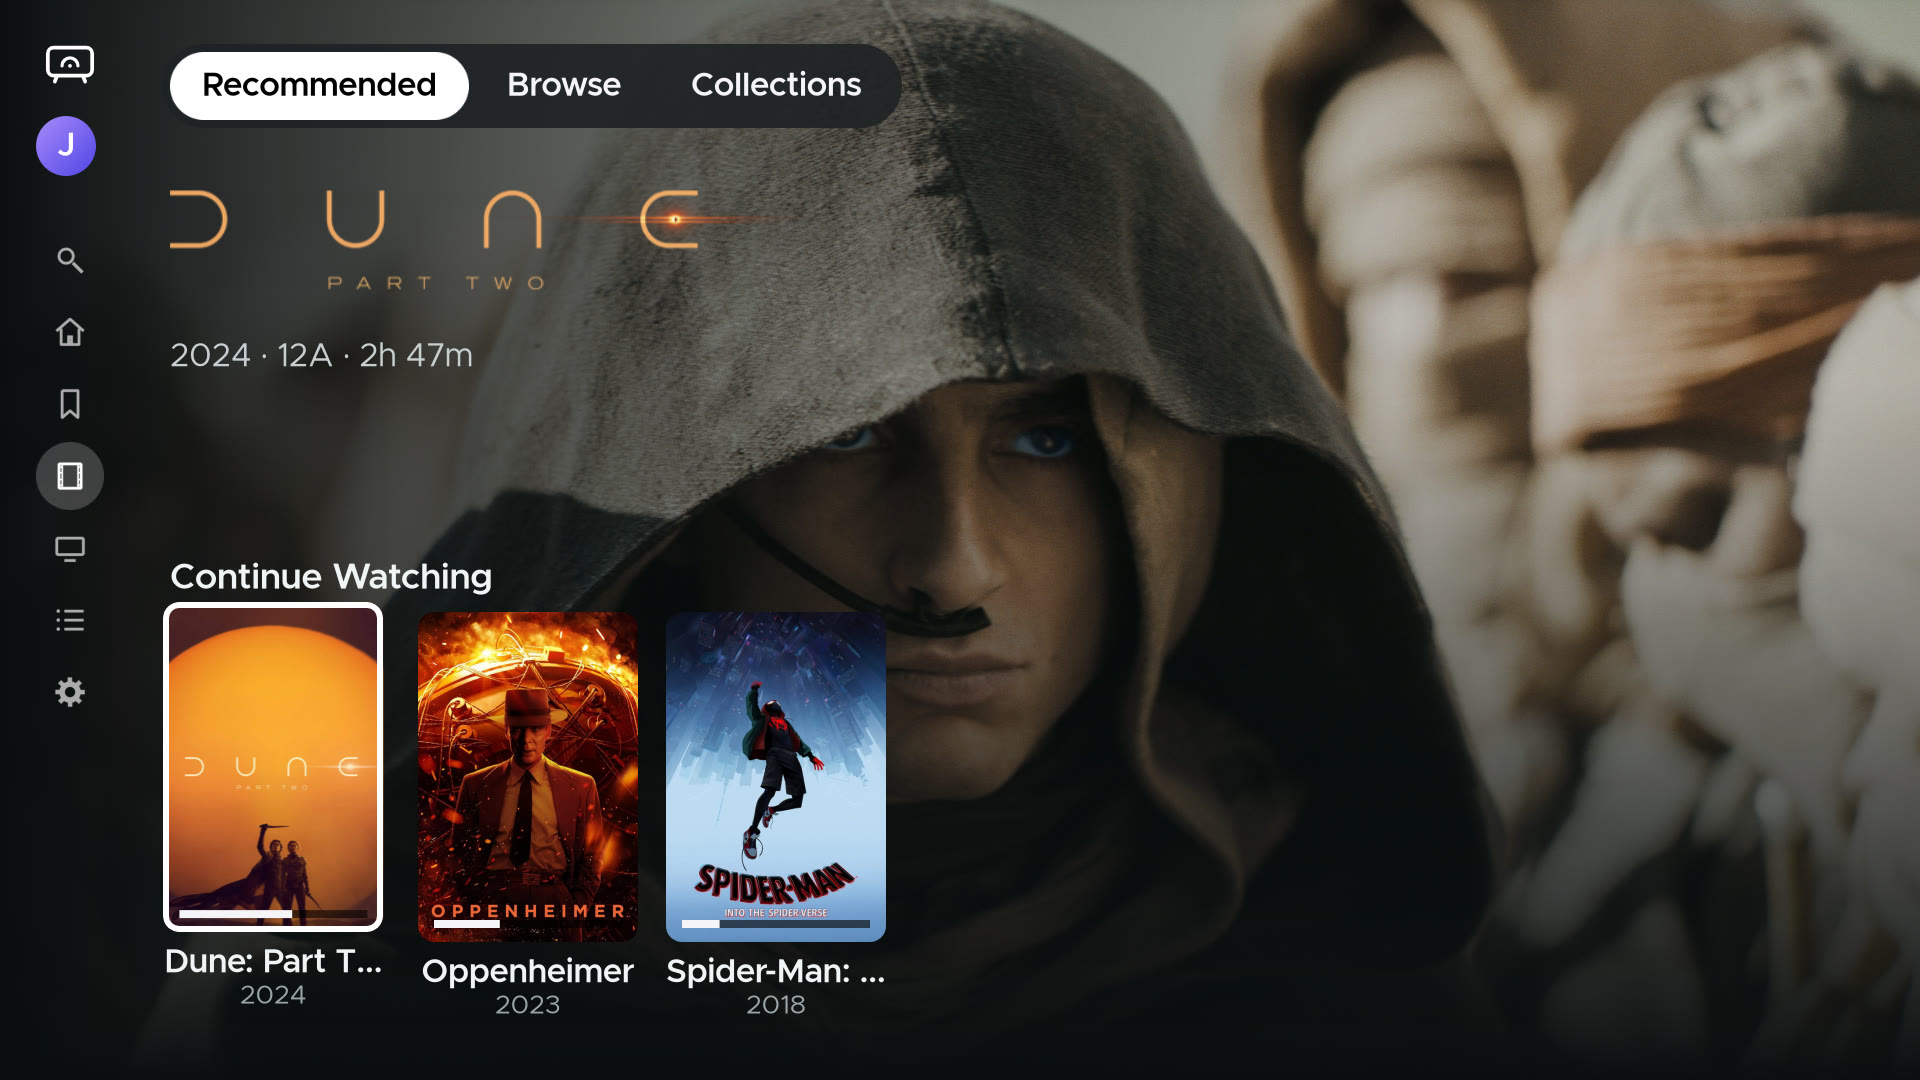 Recommended
Browse
Collections
J
DUNE
PART TWO
2024 · 12A · 2h 47m
Continue Watching
DUNE
PART TWO
OPPENHEIMER
SPIDER-MAN
INTO THE SPIDER-VERSE
Dune: Part T...
2024
Oppenheimer
2023
Spider-Man: ...
2018